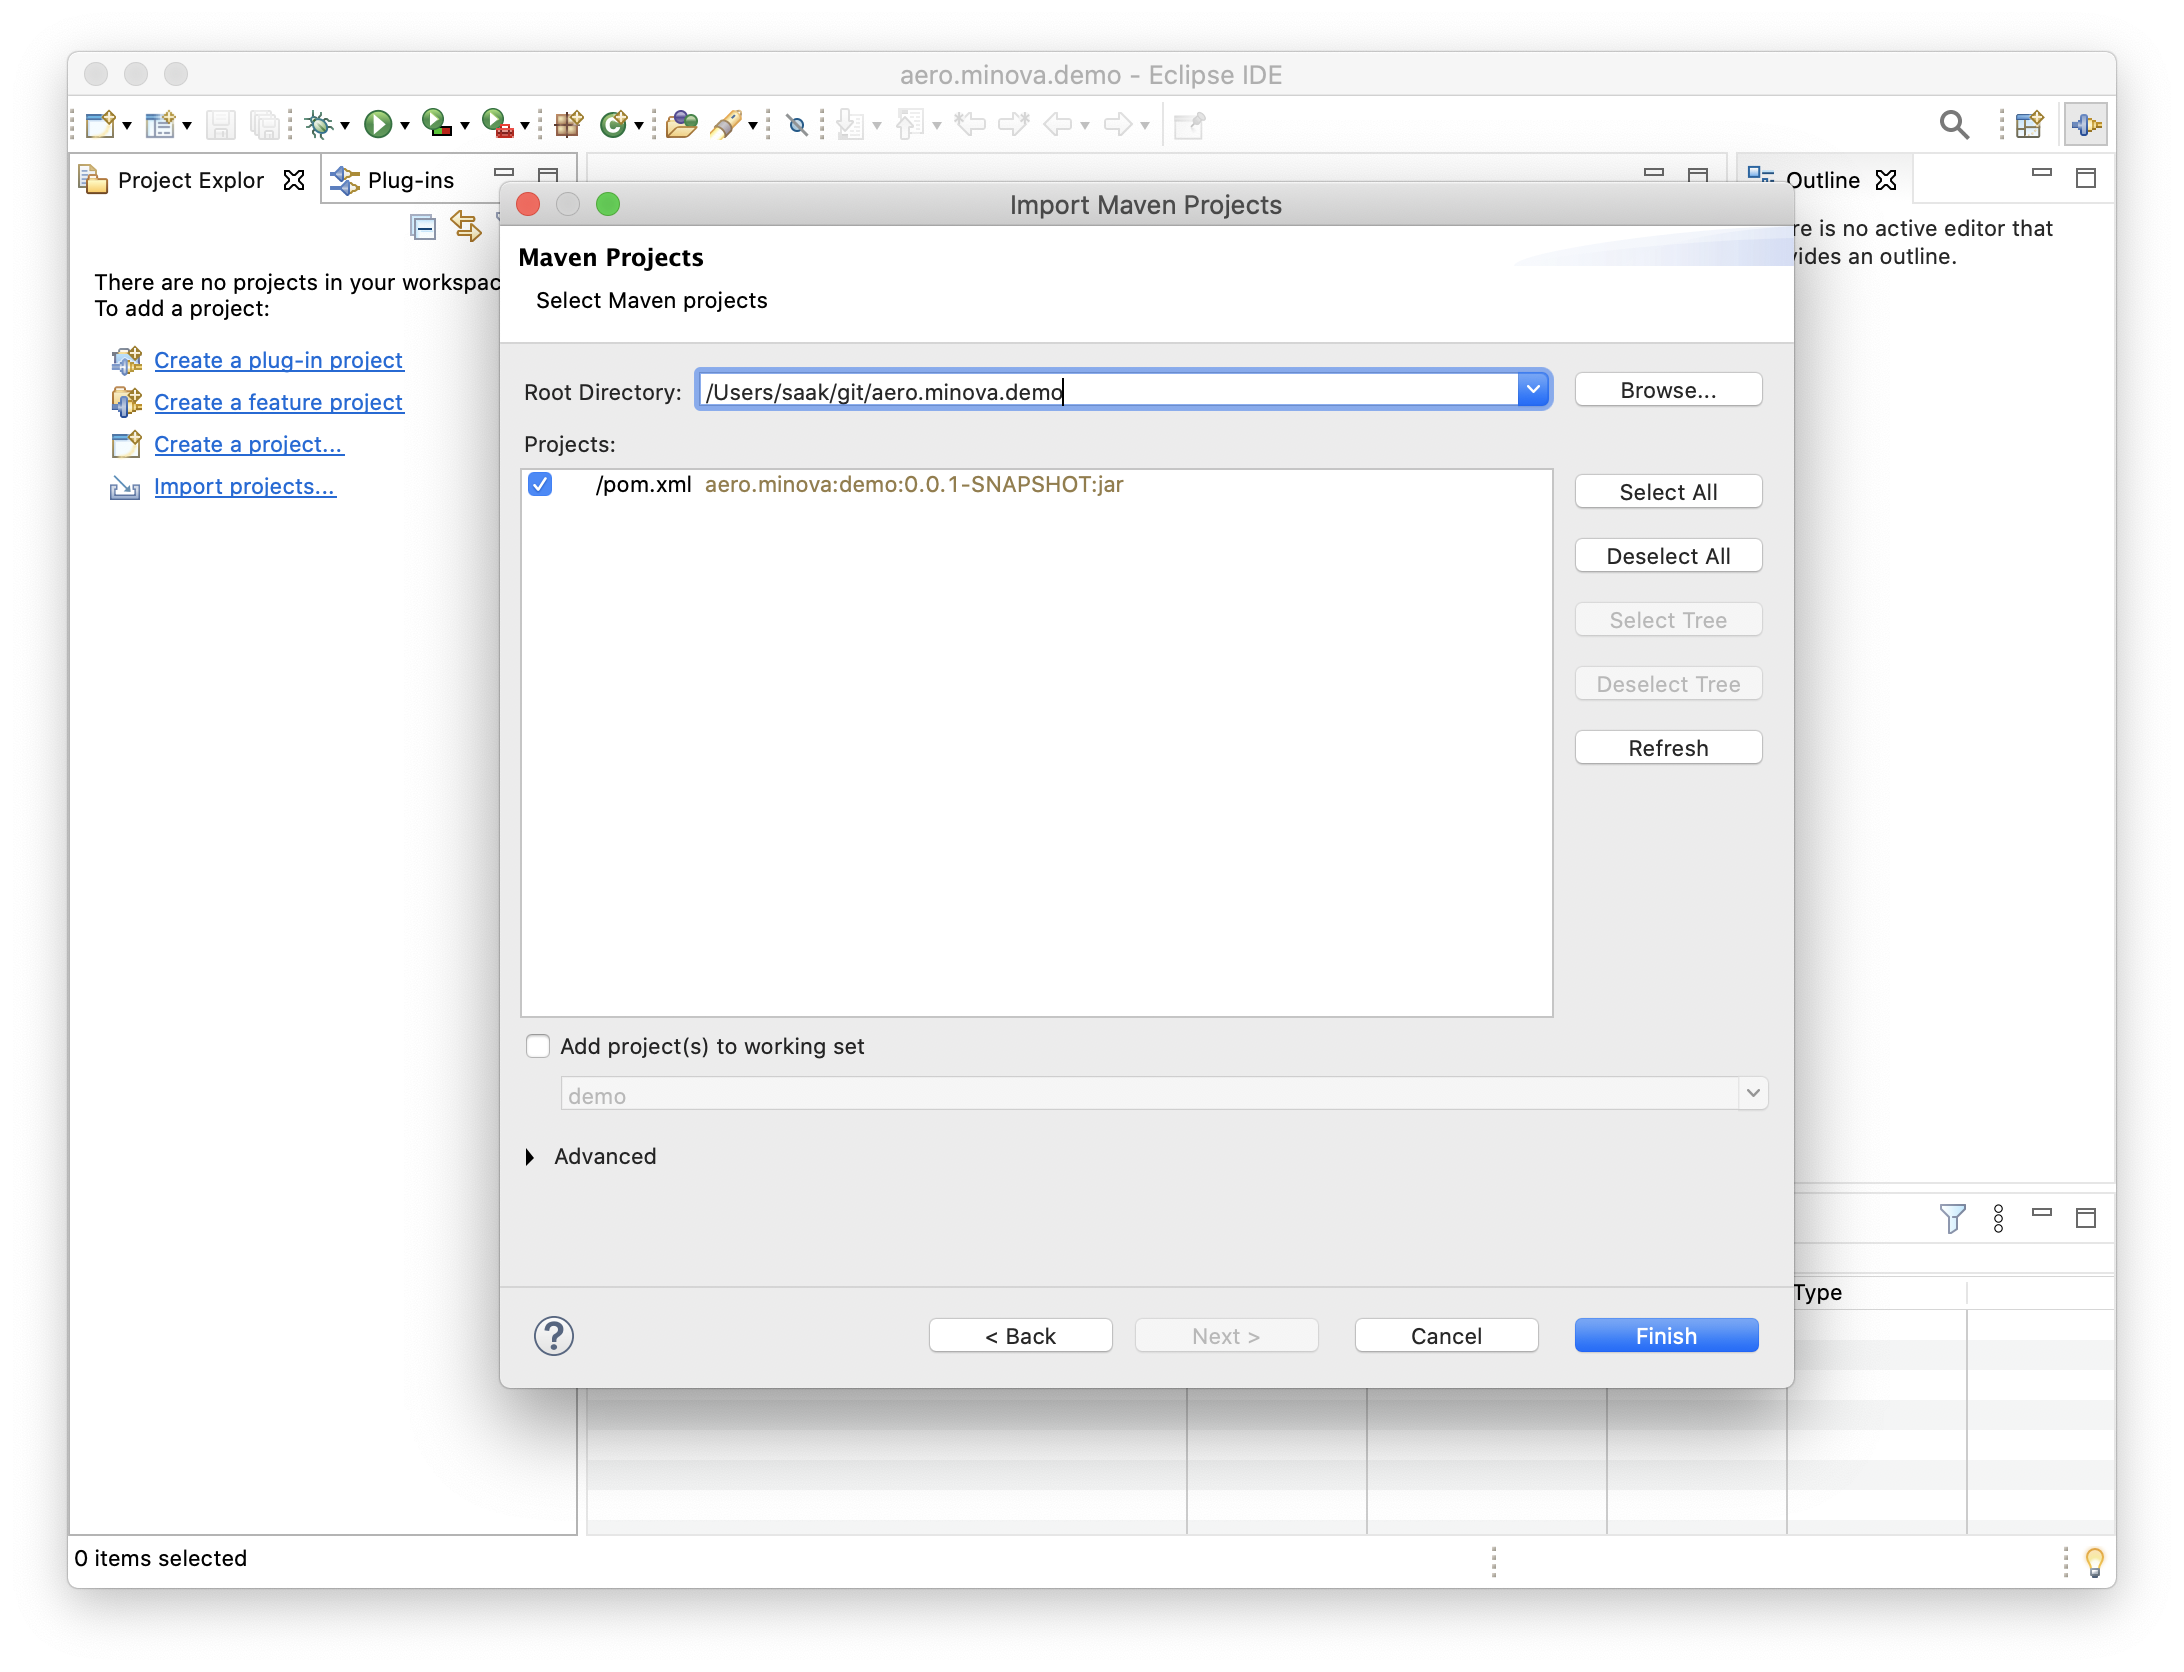 aero.minova.demo - Eclipse IDE
Project Explor
Plug-ins
Outline
There are no projects in your workspac
To add a project:
Create a plug-in project
Create a feature project
Create a project...
Import projects...
Import Maven Projects
Maven Projects
Select Maven projects
Root Directory: /Users/saak/git/aero.minova.demo Browse...
Projects:
/pom.xml aero.minova:demo:0.0.1-SNAPSHOT:jar
Select All
Deselect All
Select Tree
Deselect Tree
Refresh
Add project(s) to working set
demo
Advanced
? < Back Next > Cancel Finish
re is no active editor that
vides an outline.
Type
0 items selected